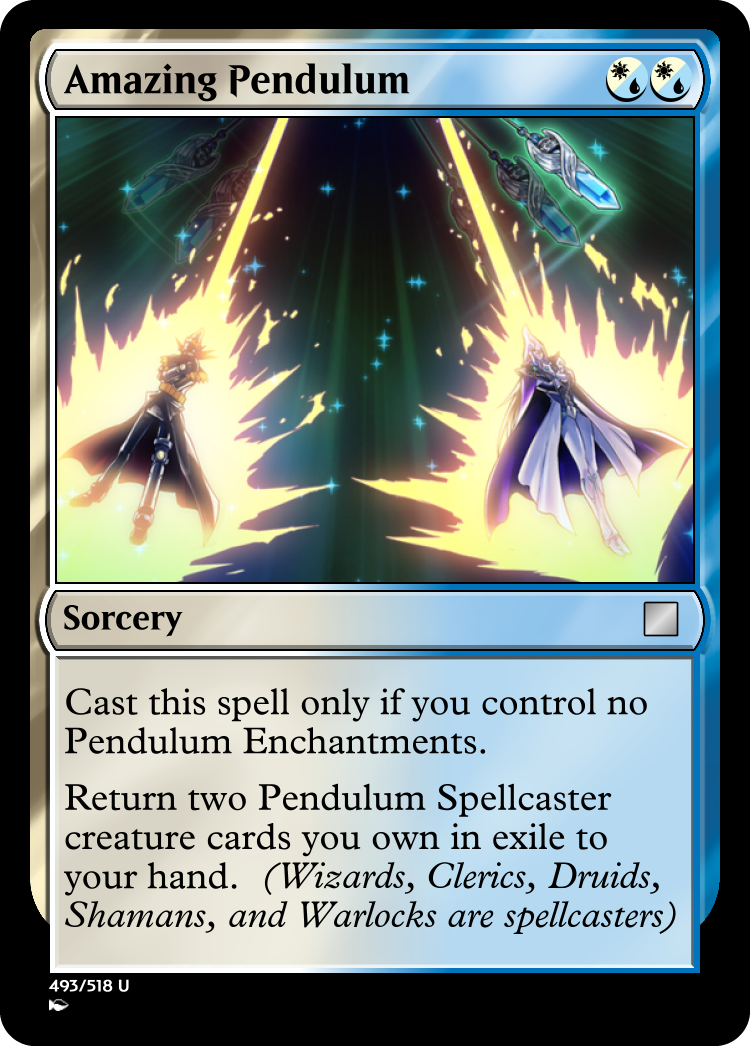 Amazing Pendulum
Sorcery
Cast this spell only if you control no
Pendulum Enchantments.
Return two Pendulum Spellcaster
creature cards you own in exile to
your hand. (Wizards, Clerics, Druids,
Shamans, and Warlocks are spellcasters)
493/518 U